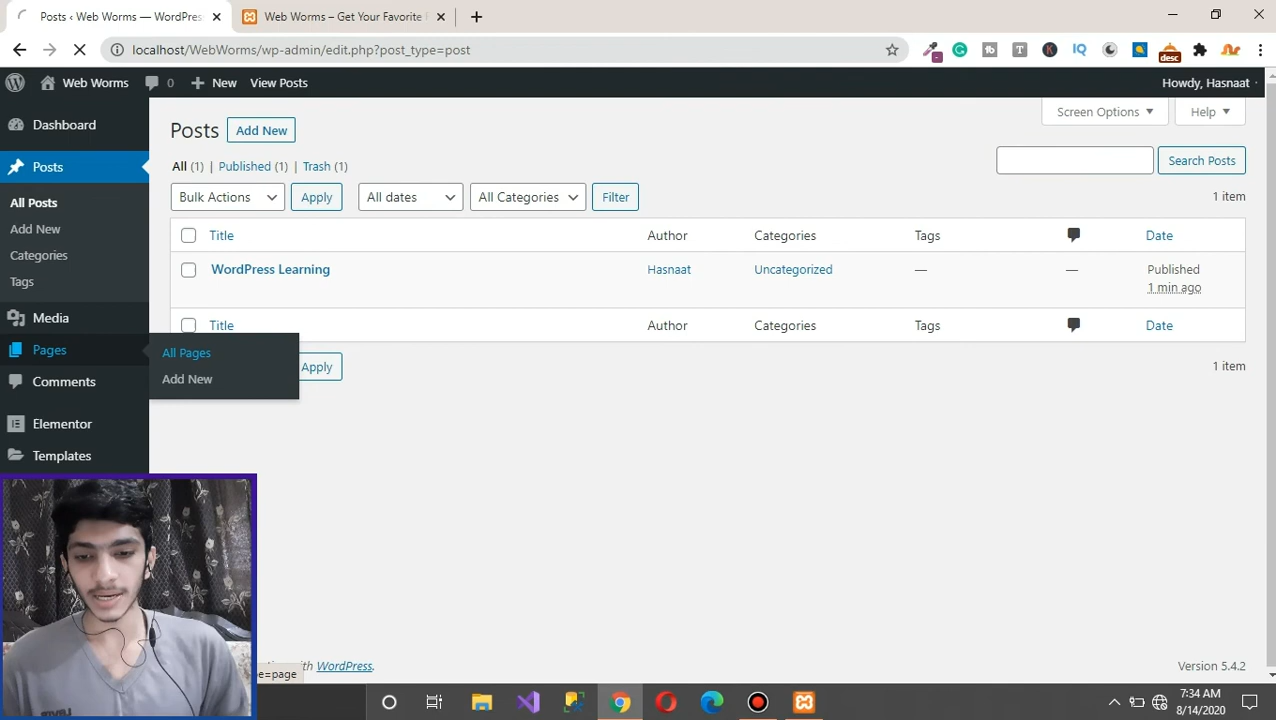 Posts ‹ Web Worms — WordPres
Web Worms – Get Your Favorite F
localhost/WebWorms/wp-admin/edit.php?post_type=post
desc
Web Worms
0
New
View Posts
Howdy, Hasnaat
Dashboard
Posts
All Posts
Add New
Categories
Tags
Media
Pages
All Pages
Add New
Comments
Elementor
Templates
Screen Options
Help
Posts
Add New
All (1) | Published (1) | Trash (1)
Search Posts
Bulk Actions
Apply
All dates
All Categories
Filter
1 item
Title
Author
Categories
Tags
Date
WordPress Learning
Hasnaat
Uncategorized
—
—
Published
1 min ago
Title
Author
Categories
Tags
Date
Apply
1 item
with WordPress.
e=page
Version 5.4.2
7:34 AM
8/14/2020